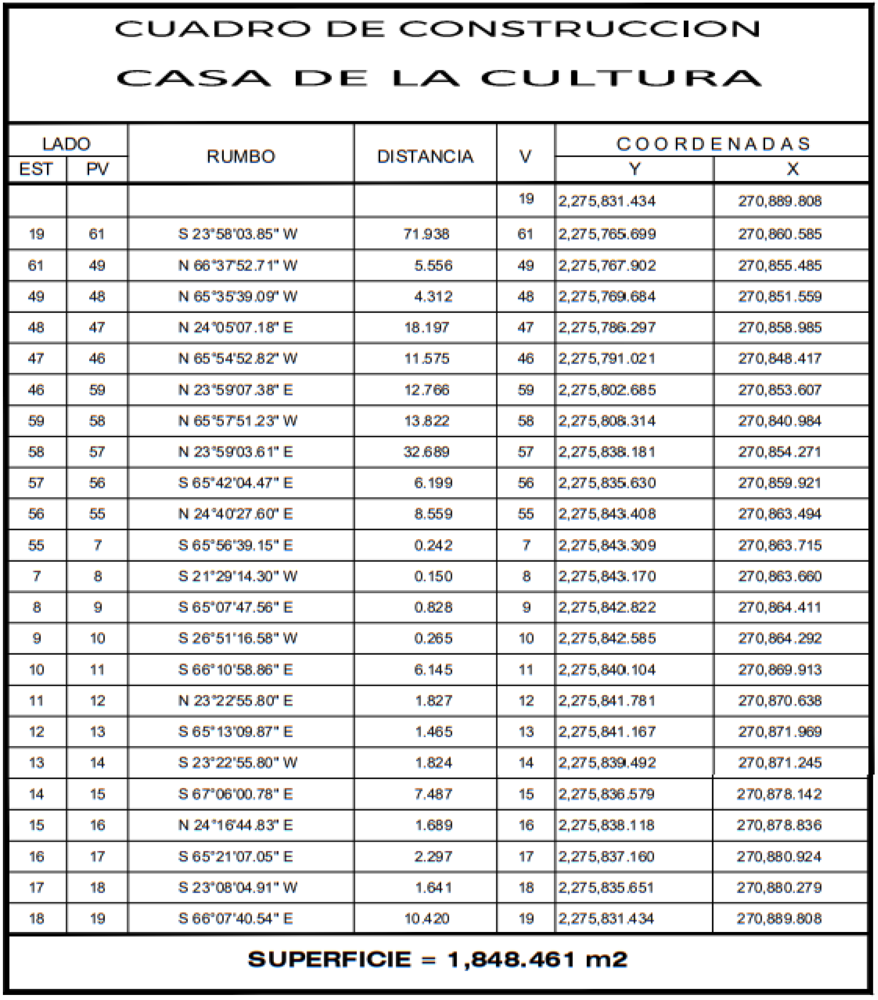 CUADRO DE CONSTRUCCION
CASA DE LA CULTURA
LADO RUMBO DISTANCIA V COORDENADAS
EST PV Y X
19 2,275,831.434 270,889.808
19 61 S 23°58'03.85" W 71.938 61 2,275,765.699 270,860.585
61 49 N 66°37'52.71" W 5.556 49 2,275,767.902 270,855.485
49 48 N 65°35'39.09" W 4.312 48 2,275,769.684 270,851.559
48 47 N 24°05'07.18" E 18.197 47 2,275,786.297 270,858.985
47 46 N 65°54'52.82" W 11.575 46 2,275,791.021 270,848.417
46 59 N 23°59'07.38" E 12.766 59 2,275,802.685 270,853.607
59 58 N 65°57'51.23" W 13.822 58 2,275,808.314 270,840.984
58 57 N 23°59'03.61" E 32.689 57 2,275,838.181 270,854.271
57 56 S 65°42'04.47" E 6.199 56 2,275,835.630 270,859.921
56 55 N 24°40'27.60" E 8.559 55 2,275,843.408 270,863.494
55 7 S 65°56'39.15" E 0.242 7 2,275,843.309 270,863.715
7 8 S 21°29'14.30" W 0.150 8 2,275,843.170 270,863.660
8 9 S 65°07'47.56" E 0.828 9 2,275,842.822 270,864.411
9 10 S 26°51'16.58" W 0.265 10 2,275,842.585 270,864.292
10 11 S 66°10'58.86" E 6.145 11 2,275,840.104 270,869.913
11 12 N 23°22'55.80" E 1.827 12 2,275,841.781 270,870.638
12 13 S 65°13'09.87" E 1.465 13 2,275,841.167 270,871.969
13 14 S 23°22'55.80" W 1.824 14 2,275,839.492 270,871.245
14 15 S 67°06'00.78" E 7.487 15 2,275,836.579 270,878.142
15 16 N 24°16'44.83" E 1.689 16 2,275,838.118 270,878.836
16 17 S 65°21'07.05" E 2.297 17 2,275,837.160 270,880.924
17 18 S 23°08'04.91" W 1.641 18 2,275,835.651 270,880.279
18 19 S 66°07'40.54" E 10.420 19 2,275,831.434 270,889.808
SUPERFICIE = 1,848.461 m2